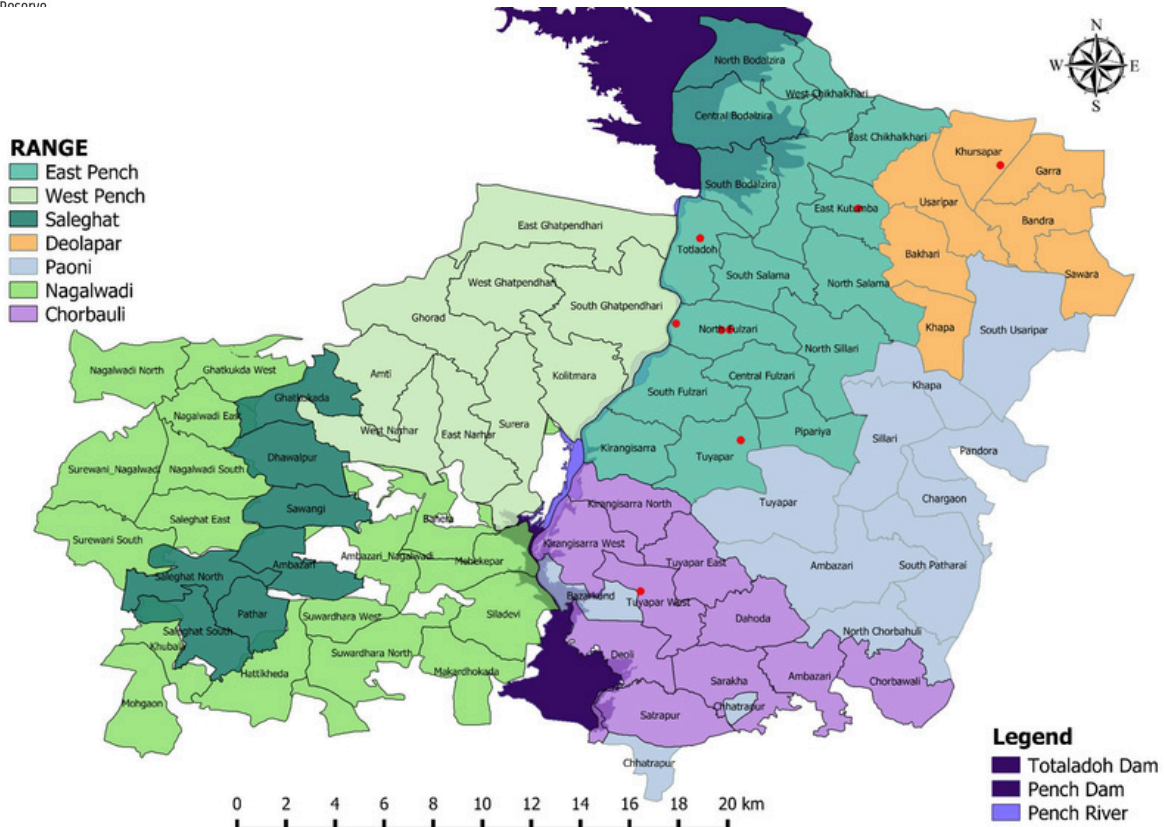 N
W E
S
RANGE
East Pench
West Pench
Saleghat
Deolapar
Paoni
Nagalwadi
Chorbauli
North Bodalzira
West Chikhalkhari
Central Bodalzira
East Chikhalkhari
Khursapar
Garra
South Bodalzira
Usaripar
East Kutumba
Bandra
East Ghatpendhari
Totladoh
Bakhari
South Salama
Sawara
West Ghatpendhari
North Salama
South Ghatpendhari
Ghorad
North Fulzari
Khapa
South Usaripar
North Sillari
Nagalwadi North
Ghatkukda West
Amti
Kolitmara
Central Fulzari
Khapa
South Fulzari
Ghatkukada
Nagalwadi East
Surera
West Narhar
East Narhar
Pipariya
Sillari
Kirangisarra
Pandora
Tuyapar
Dhawalpur
Surewani_Nagalwadi
Nagalwadi South
Chargaon
Kirangisarra North
Tuyapar
Sawangi
Saleghat East
Bahera
Surewani South
Kirangisarra West
Ambazari_Nagalwadi
Mahekepar
Tuyapar East
Ambazari
Ambazari
South Patharai
Saleghat North
Bazarkund
Tuyapar West
Pathar
Suwardhara West
Siladevi
Dahoda
Saleghat South
North Chorbahuli
Khubala
Suwardhara North
Deoli
Hattikheda
Makardhokada
Sarakha
Ambazari
Chorbawali
Mohgaon
Satrapur
Chhatrapur
Chhatrapur
Legend
Totaladoh Dam
Pench Dam
Pench River
0 2 4 6 8 10 12 14 16 18 20 km